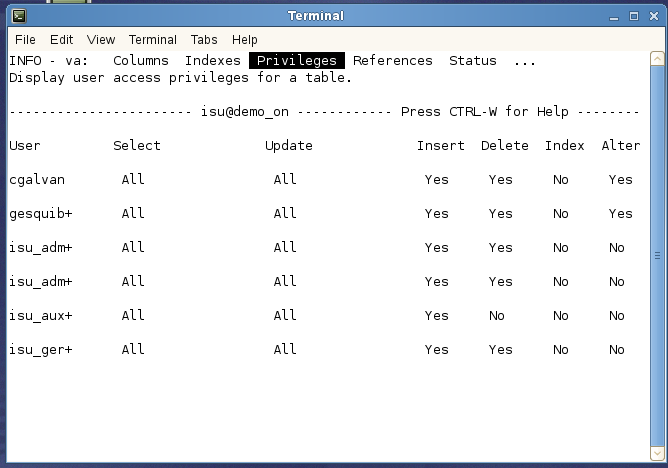 Terminal
File Edit View Terminal Tabs Help
INFO - va: Columns Indexes Privileges References Status ...
Display user access privileges for a table.
----------------------- isu@demo_on ------------ Press CTRL-W for Help --------
User Select Update Insert Delete Index Alter
cgalvan All All Yes Yes No Yes
gesquib+ All All Yes Yes No Yes
isu_adm+ All All Yes Yes No No
isu_adm+ All All Yes Yes No No
isu_aux+ All All Yes No No No
isu_ger+ All All Yes Yes No No